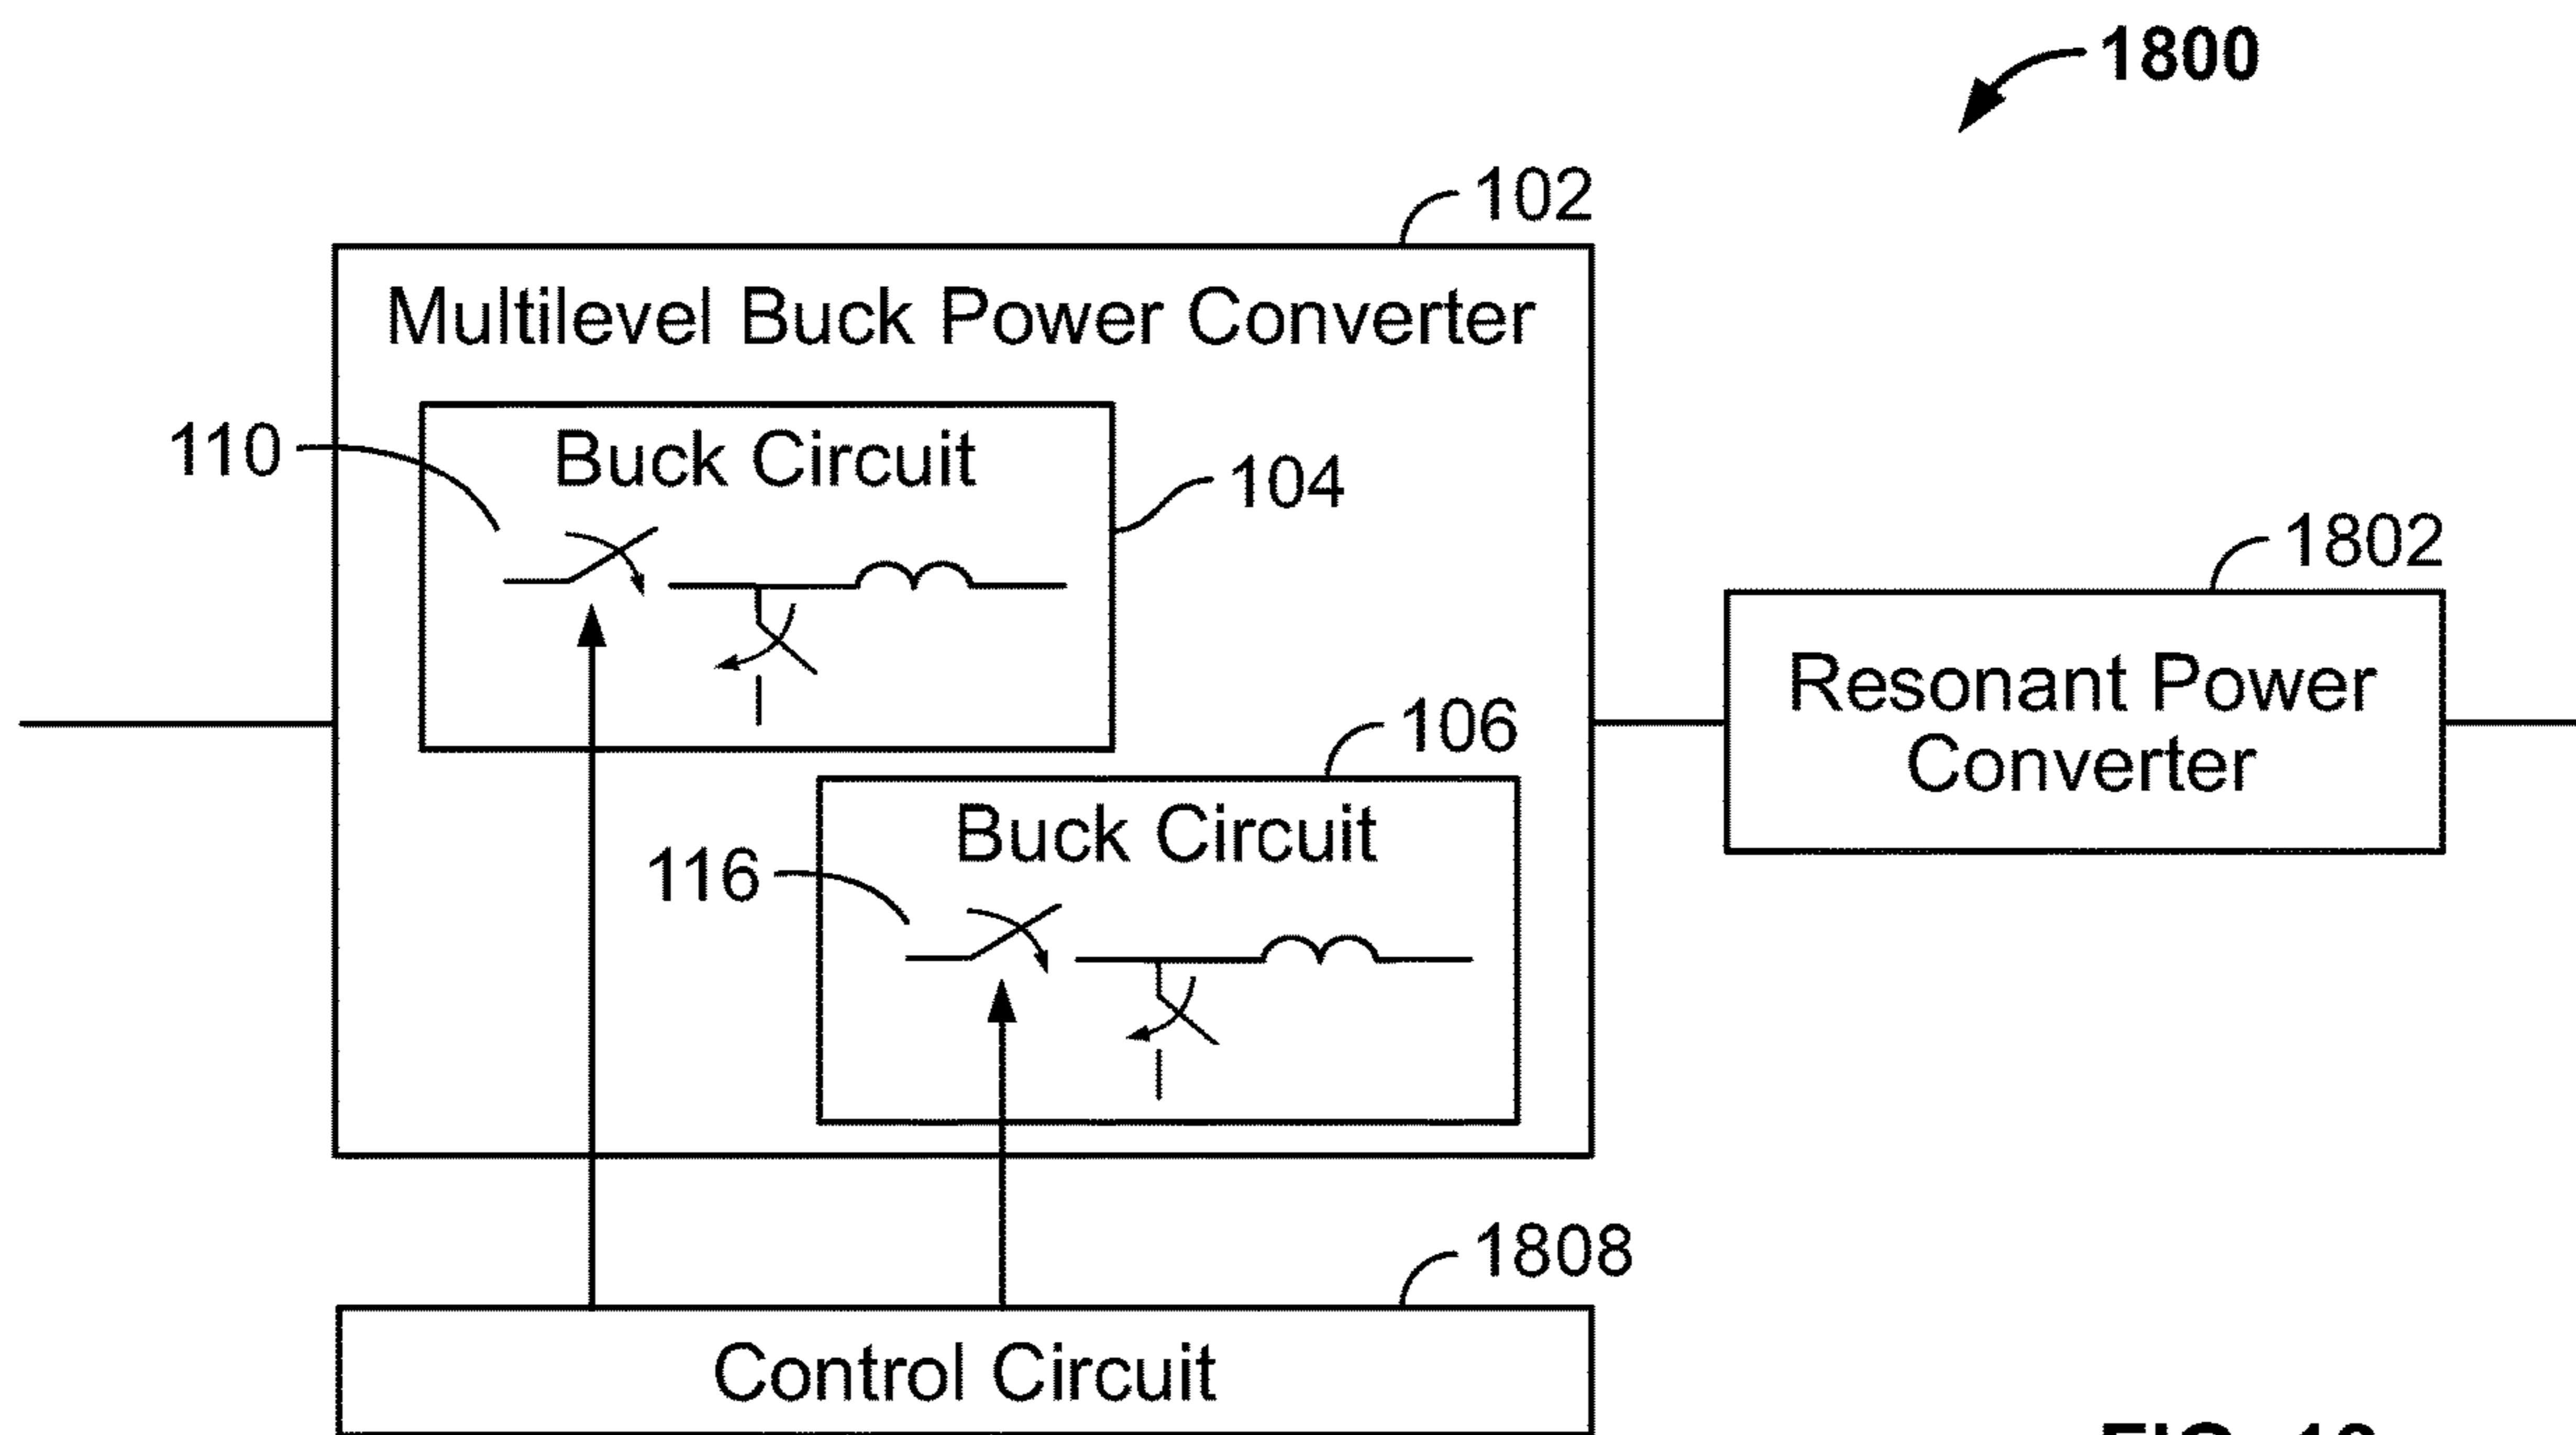 1800
102
Multilevel Buck Power Converter
110
Buck Circuit
104
1802
Resonant Power
Converter
106
Buck Circuit
116
1808
Control Circuit